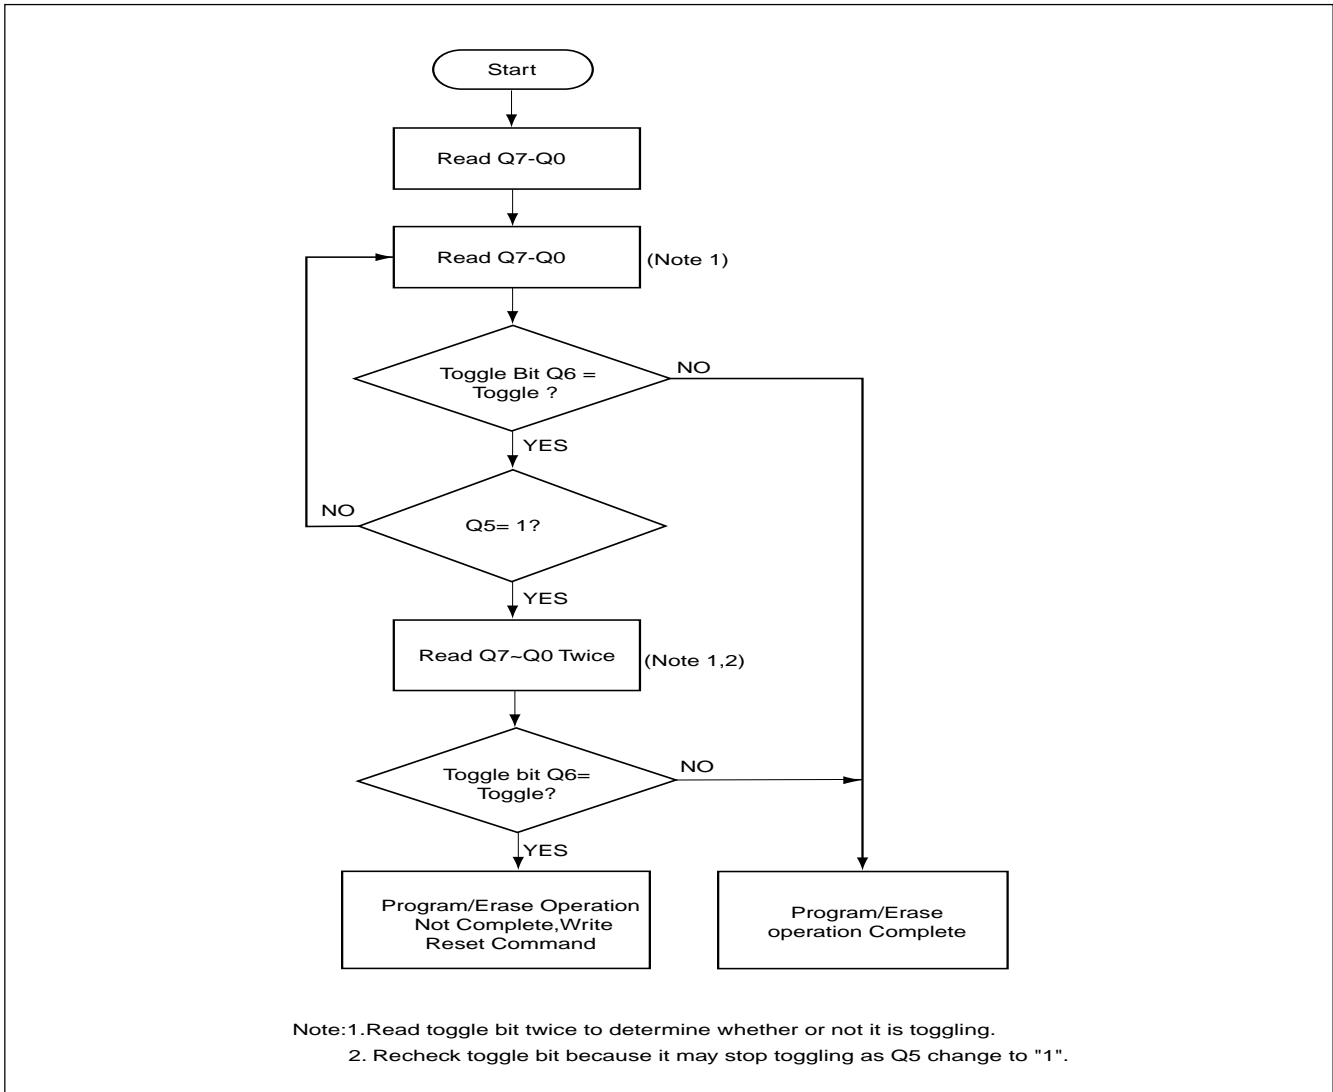 Start
Read Q7-Q0
Read Q7-Q0
(Note 1)
Toggle Bit Q6 =
Toggle ?
NO
YES
NO
Q5= 1?
YES
Read Q7~Q0 Twice
(Note 1,2)
Toggle bit Q6=
Toggle?
NO
YES
Program/Erase Operation
Not Complete,Write
Reset Command
Program/Erase
operation Complete
Note:1.Read toggle bit twice to determine whether or not it is toggling.
2. Recheck toggle bit because it may stop toggling as Q5 change to "1".